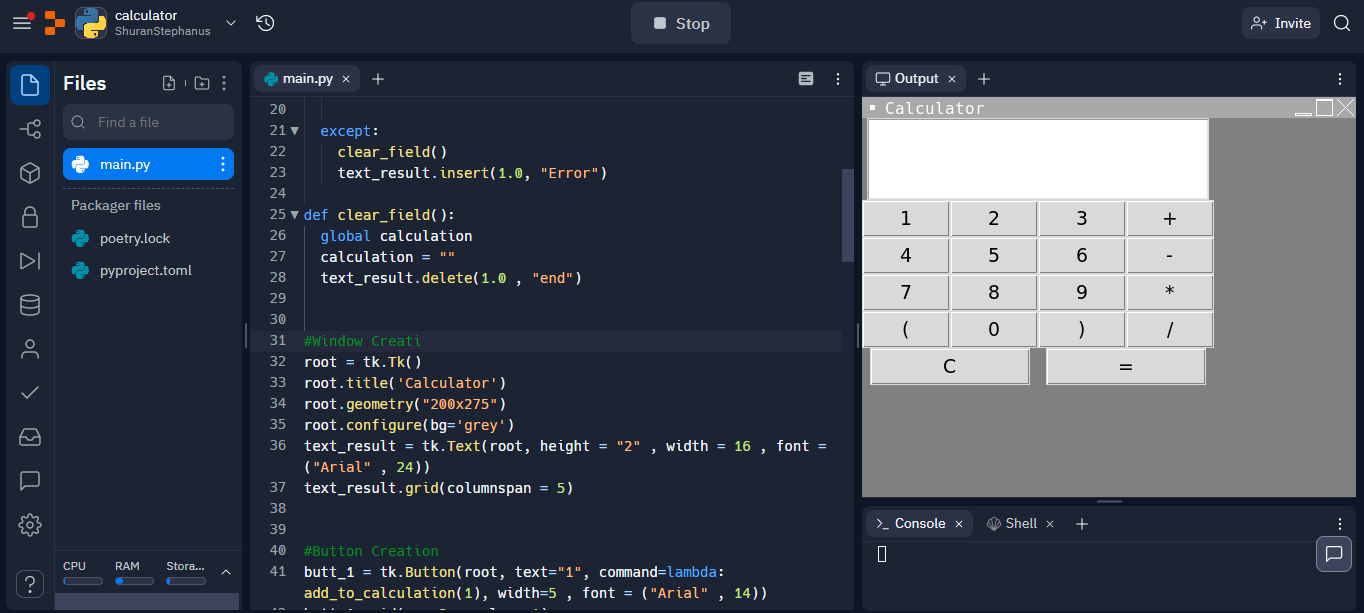 calculator
ShuranStephanus
Stop
Invite
Files
Find a file
main.py
Packager files
poetry.lock
pyproject.toml
CPU RAM Stora...
?
main.py × +
20
21 except:
22 clear_field()
23 text_result.insert(1.0, "Error")
24
25 def clear_field():
26 global calculation
27 calculation = ""
28 text_result.delete(1.0 , "end")
29
30
31 #Window Creati
32 root = tk.Tk()
33 root.title('Calculator')
34 root.geometry("200x275")
35 root.configure(bg='grey')
36 text_result = tk.Text(root, height = "2" , width = 16 , font =
("Arial" , 24))
37 text_result.grid(columnspan = 5)
38
39
40 #Button Creation
41 butt_1 = tk.Button(root, text="1", command=lambda:
add_to_calculation(1), width=5 , font = ("Arial" , 14))
Output × +
Calculator
1 2 3 +
4 5 6 -
7 8 9 *
( 0 ) /
C =
>_ Console × Shell × +